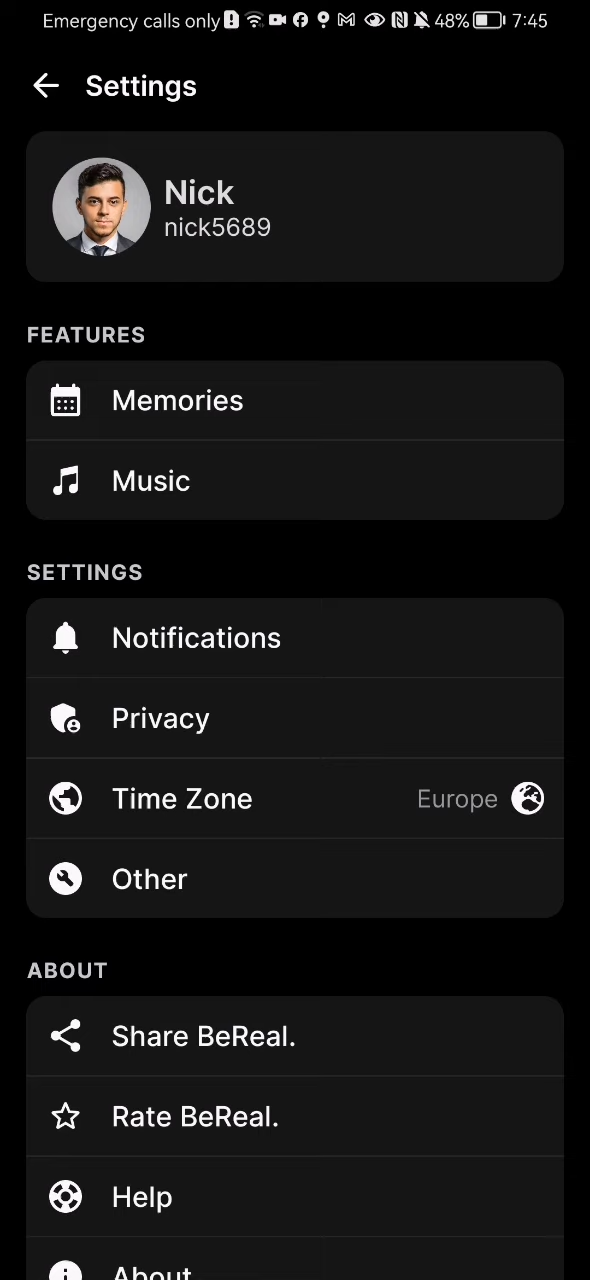 Emergency calls only 48% 7:45
Settings
Nick
nick5689
FEATURES
Memories
Music
SETTINGS
Notifications
Privacy
Time Zone Europe
Other
ABOUT
Share BeReal.
Rate BeReal.
Help
About